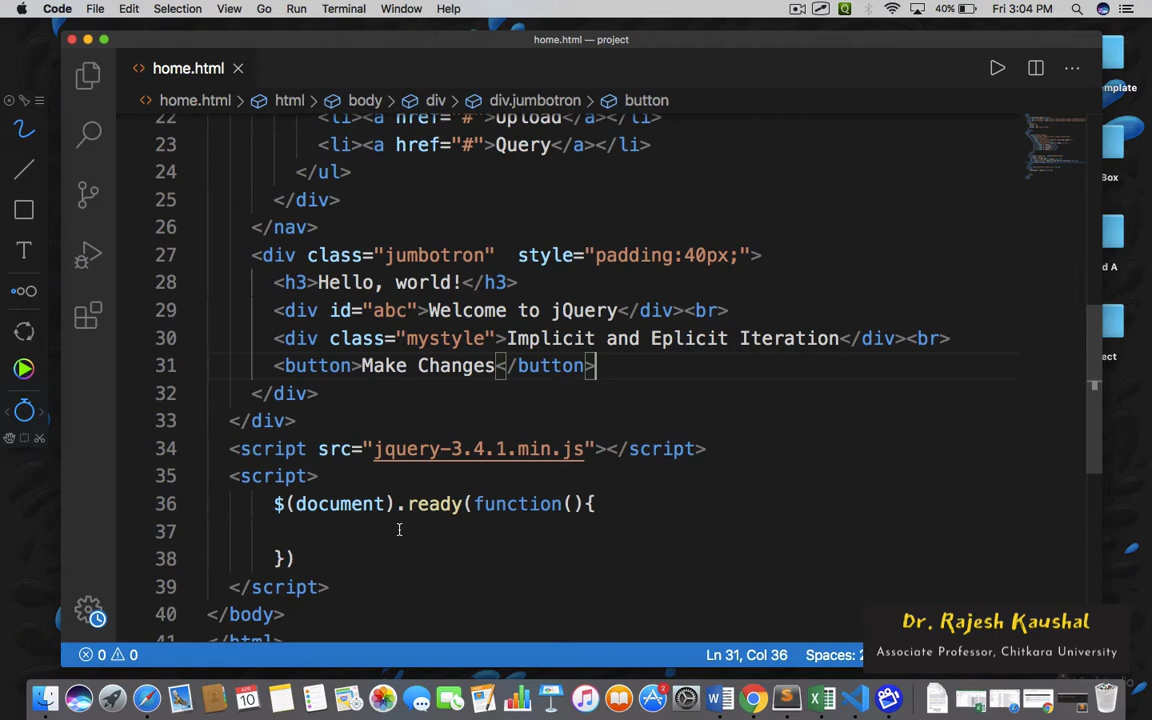 Code File Edit Selection View Go Run Terminal Window Help 40% Fri 3:04 PM
home.html — project
home.html
home.html > html > body > div > div.jumbotron > button
22 <li><a href="#">Upload</a></li>
23 <li><a href="#">Query</a></li>
24 </ul>
25 </div>
26 </nav>
27 <div class="jumbotron"  style="padding:40px;">
28 <h3>Hello, world!</h3>
29 <div id="abc">Welcome to jQuery</div><br>
30 <div class="mystyle">Implicit and Eplicit Iteration</div><br>
31 <button>Make Changes</button>
32 </div>
33 </div>
34 <script src="jquery-3.4.1.min.js"></script>
35 <script>
36 $(document).ready(function(){
37
38 })
39 </script>
40 </body>
41 </html>
0 0 Ln 31, Col 36 Spaces: 2
Dr. Rajesh Kaushal
Associate Professor, Chitkara University
emplate
Box
d A
ect